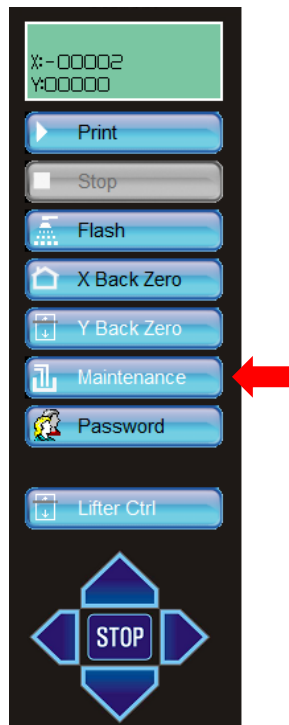 X:-00002
Y:00000
Print
Stop
Flash
X Back Zero
Y Back Zero
Maintenance
Password
Lifter Ctrl
STOP